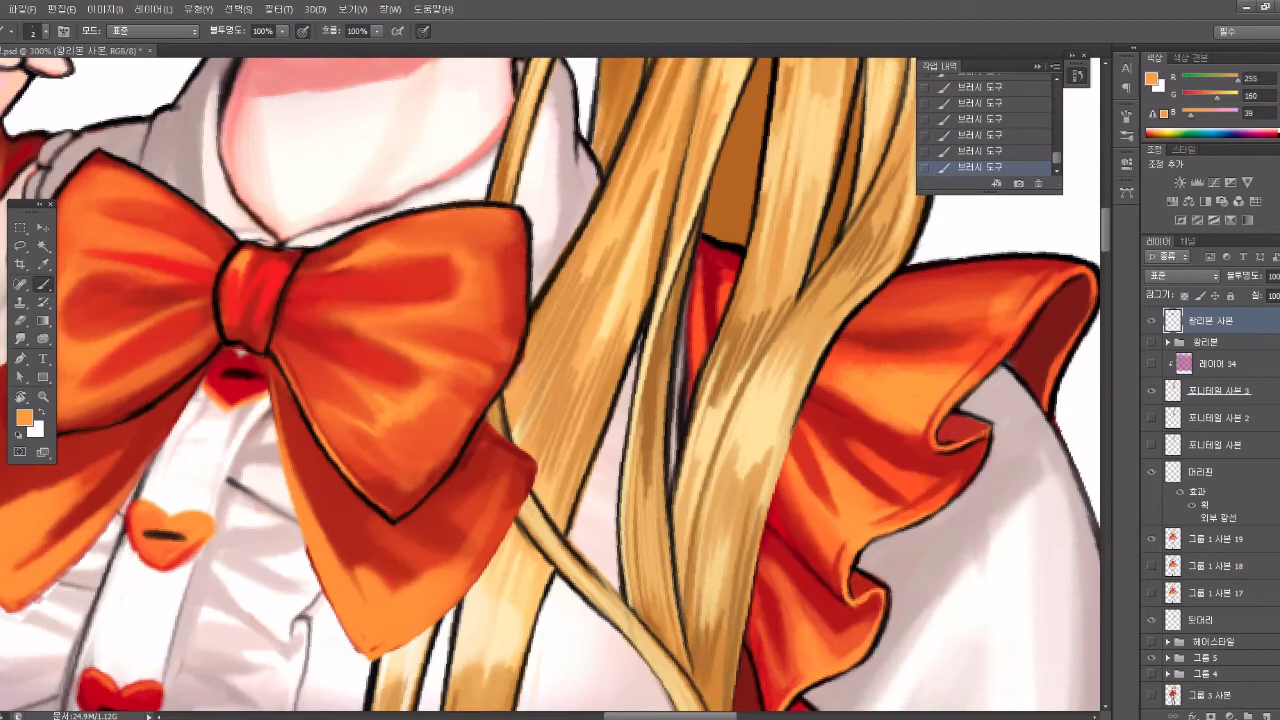 파일(F) 편집(E) 이미지(I) 레이어(L) 유형(Y) 선택(S) 필터(T) 3D(D) 보기(V) 창(W) 도움말(H)
2 모드: 표준 불투명도: 100% 흐름: 100% 필수
.psd @ 300% (왕리본 사본, RGB/8) * ×
작업 내역
브러시 도구
브러시 도구
브러시 도구
브러시 도구
브러시 도구
브러시 도구
색상 색상 견본
R 255
G 160
B 39
조정 스타일
조정 추가
레이어 채널
종류
표준 불투명도: 100
잠그기: 칠: 100
왕리본 사본
왕리본
레이어 34
포니테일 사본 3
포니테일 사본 2
포니테일 사본
머리핀
효과
획
외부 광선
그룹 1 사본 19
그룹 1 사본 18
그룹 1 사본 17
뒷머리
헤어스타일
그룹 5
그룹 4
그룹 3 사본
문서:24.9M/1.12G